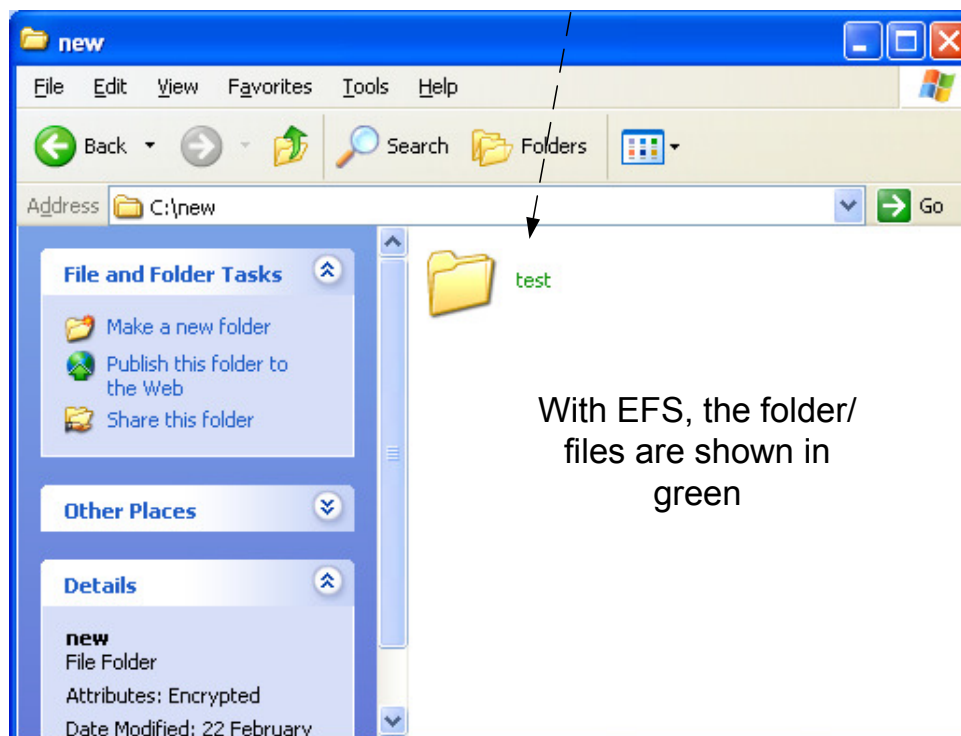 new
File Edit View Favorites Tools Help
Back Search Folders
Address C:\new Go
File and Folder Tasks
Make a new folder
Publish this folder to
the Web
Share this folder
Other Places
Details
new
File Folder
Attributes: Encrypted
Date Modified: 22 February
test
With EFS, the folder/
files are shown in
green